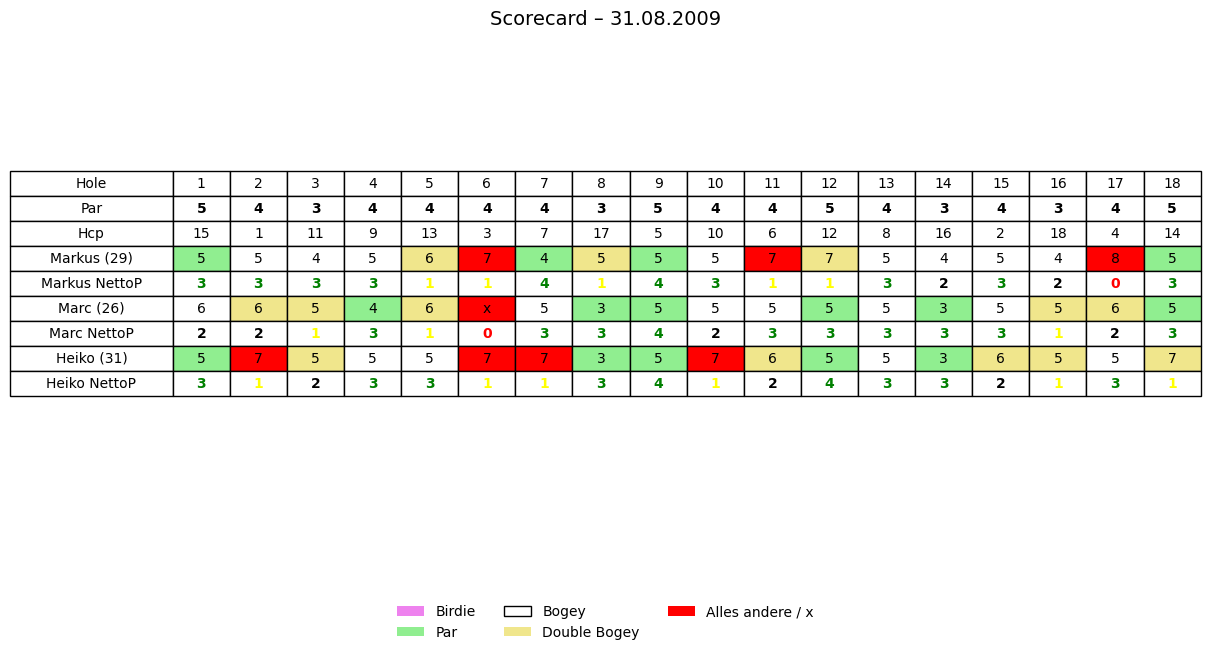 Scorecard – 31.08.2009
Hole 1 2 3 4 5 6 7 8 9 10 11 12 13 14 15 16 17 18
Par 5 4 3 4 4 4 4 3 5 4 4 5 4 3 4 3 4 5
Hcp 15 1 11 9 13 3 7 17 5 10 6 12 8 16 2 18 4 14
Markus (29) 5 5 4 5 6 7 4 5 5 5 7 7 5 4 5 4 8 5
Markus NettoP 3 3 3 3 1 1 4 1 4 3 1 1 3 2 3 2 0 3
Marc (26) 6 6 5 4 6 x 5 3 5 5 5 5 5 3 5 5 6 5
Marc NettoP 2 2 1 3 1 0 3 3 4 2 3 3 3 3 3 1 2 3
Heiko (31) 5 7 5 5 5 7 7 3 5 7 6 5 5 3 6 5 5 7
Heiko NettoP 3 1 2 3 3 1 1 3 4 1 2 4 3 3 2 1 3 1
Birdie Bogey Alles andere / x
Par Double Bogey